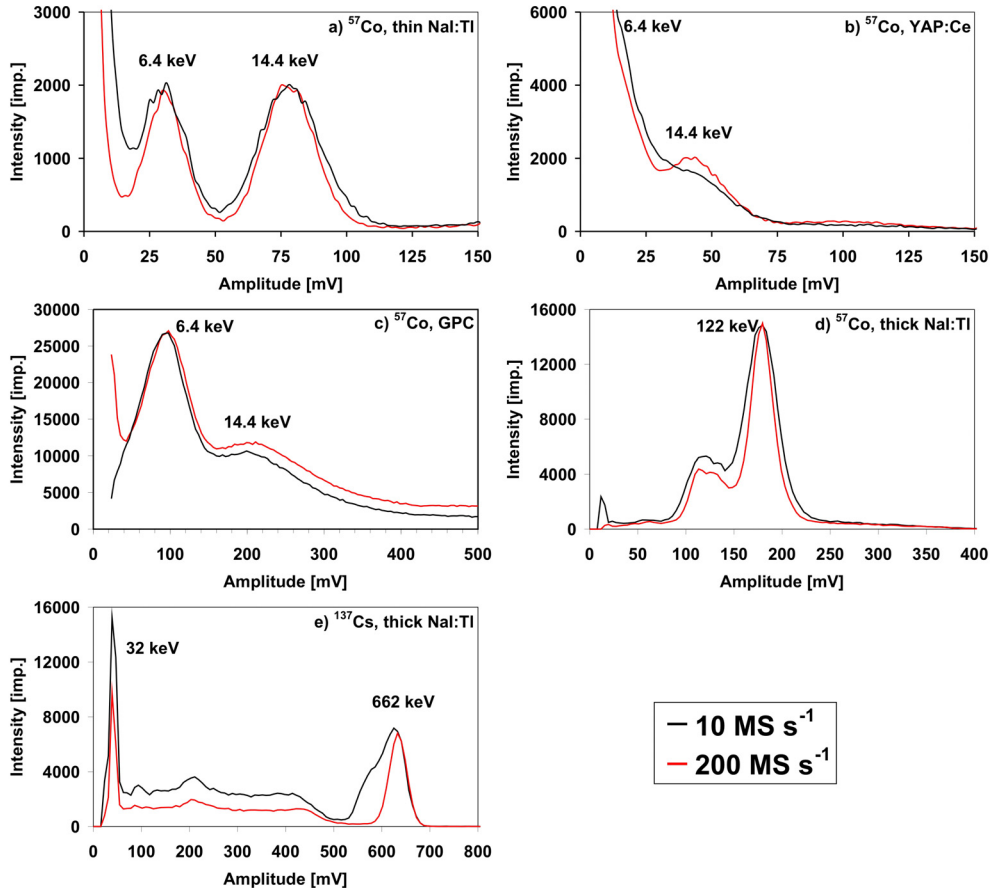 a) ⁵⁷Co, thin NaI:Tl
6.4 keV
14.4 keV
3000
2000
1000
0
Intensity [imp.]
0 25 50 75 100 125 150
Amplitude [mV]
b) ⁵⁷Co, YAP:Ce
6.4 keV
14.4 keV
6000
4000
2000
0
Intensity [imp.]
0 25 50 75 100 125 150
Amplitude [mV]
c) ⁵⁷Co, GPC
6.4 keV
14.4 keV
30000
25000
20000
15000
10000
5000
0
Intenssity [imp.]
0 100 200 300 400 500
Amplitude [mV]
d) ⁵⁷Co, thick NaI:Tl
122 keV
16000
12000
8000
4000
0
Intensity [imp.]
0 50 100 150 200 250 300 350 400
Amplitude [mV]
e) ¹³⁷Cs, thick NaI:Tl
32 keV
662 keV
16000
12000
8000
4000
0
Intensity [imp.]
0 100 200 300 400 500 600 700 800
Amplitude [mV]
10 MS s⁻¹
200 MS s⁻¹